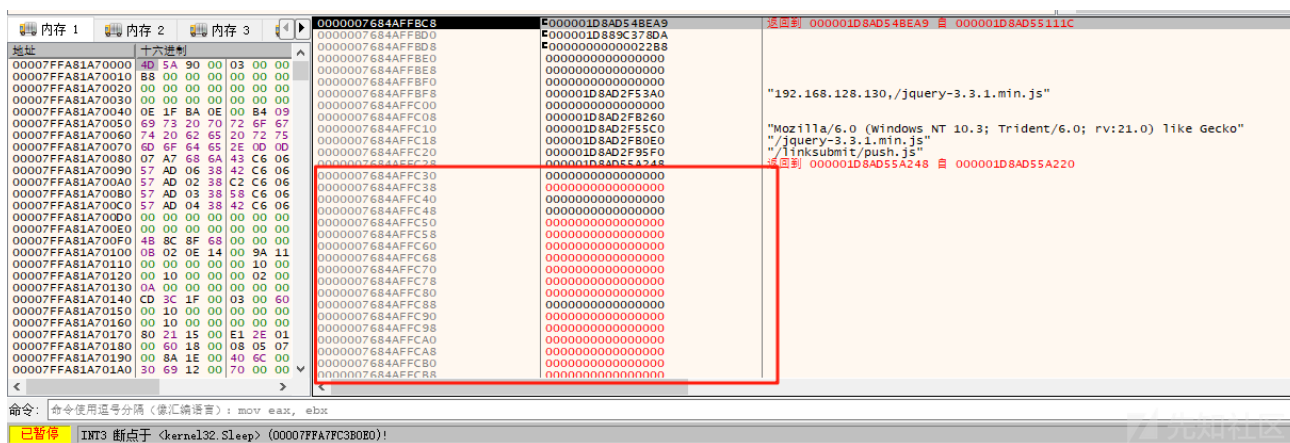 内存 1 内存 2 内存 3
地址 十六进制
00007FFA81A70000 4D 5A 90 00 03 00 00
00007FFA81A70010 B8 00 00 00 00 00 00
00007FFA81A70020 00 00 00 00 00 00 00
00007FFA81A70030 00 00 00 00 00 00 00
00007FFA81A70040 0E 1F BA 0E 00 B4 09
00007FFA81A70050 69 73 20 70 72 6F 67
00007FFA81A70060 74 20 62 65 20 72 75
00007FFA81A70070 6D 6F 64 65 2E 0D 0D
00007FFA81A70080 07 A7 68 6A 43 C6 06
00007FFA81A70090 57 AD 06 38 42 C6 06
00007FFA81A700A0 57 AD 02 38 C2 C6 06
00007FFA81A700B0 57 AD 03 38 58 C6 06
00007FFA81A700C0 57 AD 04 38 42 C6 06
00007FFA81A700D0 00 00 00 00 00 00 00
00007FFA81A700E0 00 00 00 00 00 00 00
00007FFA81A700F0 4B 8C 8F 68 00 00 00
00007FFA81A70100 0B 02 0E 14 00 9A 11
00007FFA81A70110 00 00 00 00 00 10 00
00007FFA81A70120 00 10 00 00 00 02 00
00007FFA81A70130 0A 00 00 00 00 00 00
00007FFA81A70140 CD 3C 1F 00 03 00 60
00007FFA81A70150 00 10 00 00 00 00 00
00007FFA81A70160 00 10 00 00 00 00 00
00007FFA81A70170 80 21 15 00 E1 2E 01
00007FFA81A70180 00 60 18 00 08 05 07
00007FFA81A70190 00 8A 1E 00 40 6C 00
00007FFA81A701A0 30 69 12 00 70 00 00
0000007684AFFBC8 000001D8AD54BEA9 返回到 000001D8AD54BEA9 自 000001D8AD55111C
0000007684AFFBD0 000001D889C378DA
0000007684AFFBD8 00000000000022B8
0000007684AFFBE0 0000000000000000
0000007684AFFBE8 0000000000000000
0000007684AFFBF0 0000000000000000
0000007684AFFBF8 000001D8AD2F53A0 "192.168.128.130,/jquery-3.3.1.min.js"
0000007684AFFC00 0000000000000000
0000007684AFFC08 000001D8AD2FB260
0000007684AFFC10 000001D8AD2F55C0 "Mozilla/6.0 (Windows NT 10.3; Trident/6.0; rv:21.0) like Gecko"
0000007684AFFC18 000001D8AD2FB0E0 "/jquery-3.3.1.min.js"
0000007684AFFC20 000001D8AD2F95F0 "/linksubmit/push.js"
0000007684AFFC28 000001D8AD55A248 返回到 000001D8AD55A248 自 000001D8AD55A220
0000007684AFFC30 0000000000000000
0000007684AFFC38 0000000000000000
0000007684AFFC40 0000000000000000
0000007684AFFC48 0000000000000000
0000007684AFFC50 0000000000000000
0000007684AFFC58 0000000000000000
0000007684AFFC60 0000000000000000
0000007684AFFC68 0000000000000000
0000007684AFFC70 0000000000000000
0000007684AFFC78 0000000000000000
0000007684AFFC80 0000000000000000
0000007684AFFC88 0000000000000000
0000007684AFFC90 0000000000000000
0000007684AFFC98 0000000000000000
0000007684AFFCA0 0000000000000000
0000007684AFFCA8 0000000000000000
0000007684AFFCB0 0000000000000000
0000007684AFFCB8 0000000000000000
命令: 命令使用逗号分隔（像汇编语言）: mov eax, ebx
已暂停 INT3 断点于 <kernel32.Sleep> (00007FFA7FC3B0E0)!
先知社区